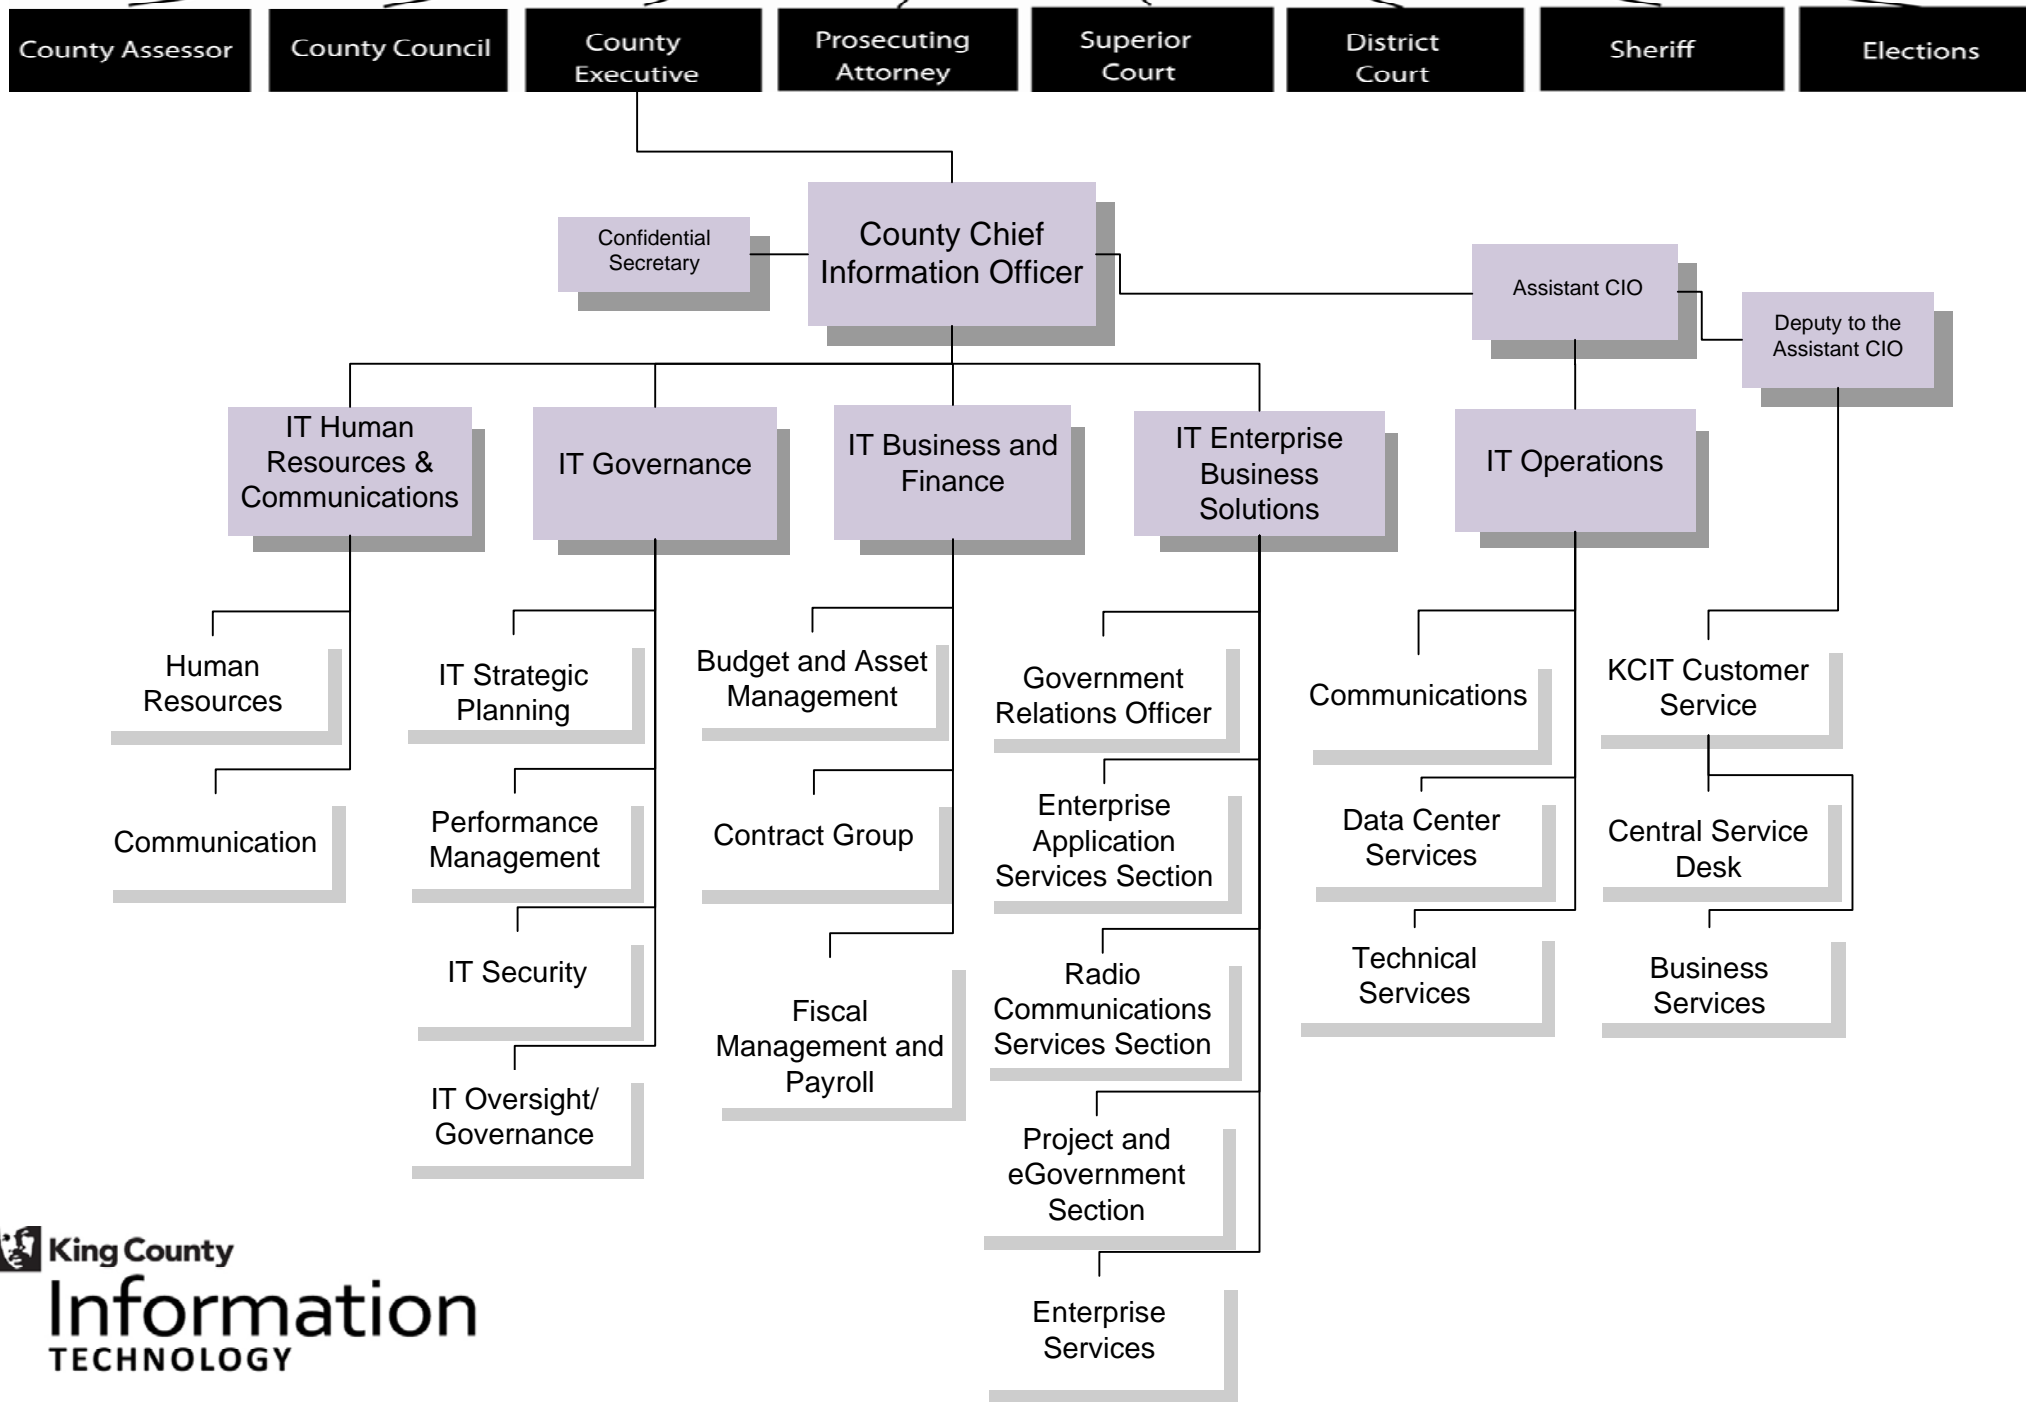 County Assessor
County Council
County
Executive
Prosecuting
Attorney
Superior
Court
District
Court
Sheriff
Elections
County Chief
Information Officer
Confidential
Secretary
Assistant CIO
Deputy to the
Assistant CIO
IT Human
Resources &
Communications
IT Governance
IT Business and
Finance
IT Enterprise
Business
Solutions
IT Operations
Human
Resources
Communication
IT Strategic
Planning
Performance
Management
IT Security
IT Oversight/
Governance
Budget and Asset
Management
Contract Group
Fiscal
Management and
Payroll
Government
Relations Officer
Enterprise
Application
Services Section
Radio
Communications
Services Section
Project and
eGovernment
Section
Enterprise
Services
Communications
Data Center
Services
Technical
Services
KCIT Customer
Service
Central Service
Desk
Business
Services
King County
Information
TECHNOLOGY